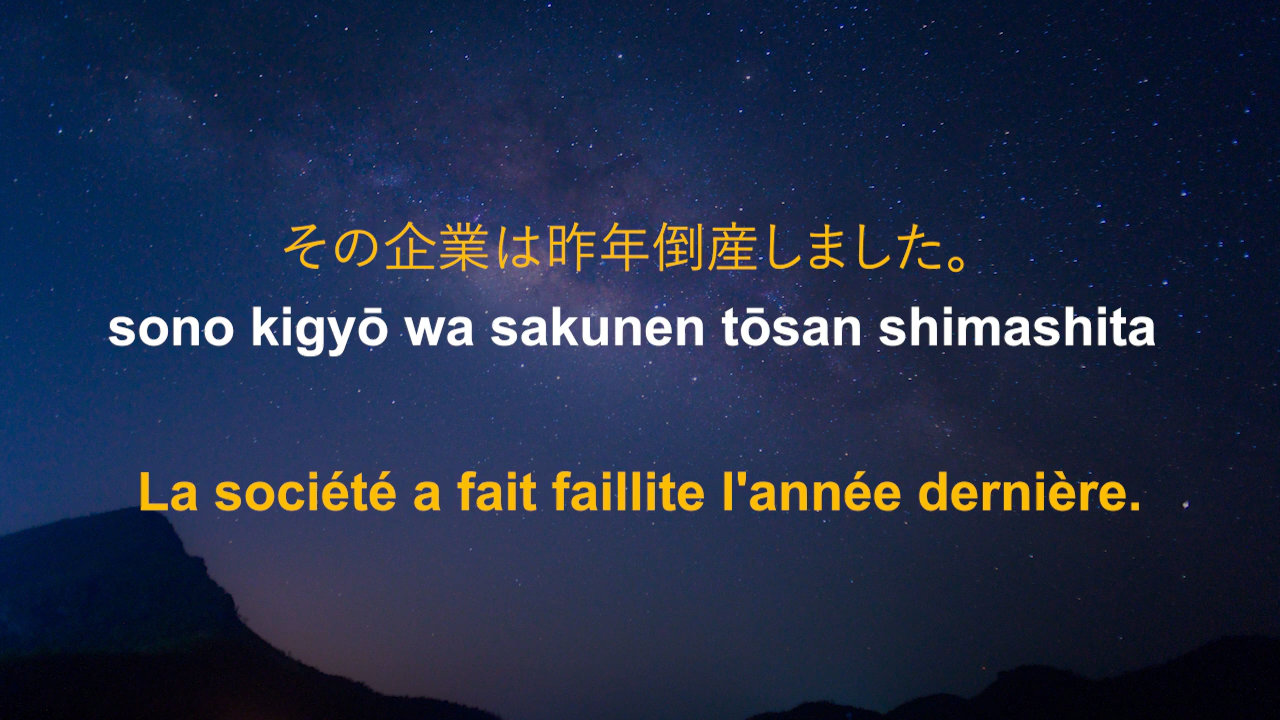 その企業は昨年倒産しました。
sono kigyō wa sakunen tōsan shimashita
La société a fait faillite l'année dernière.